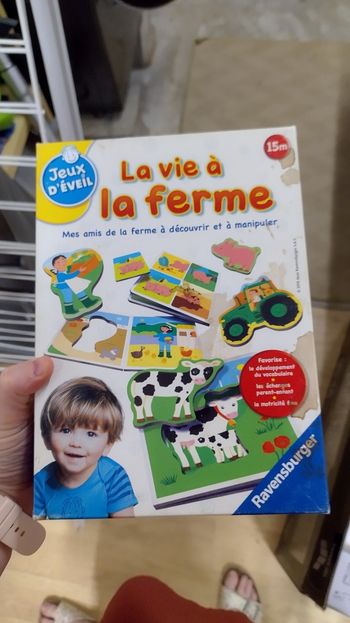 Jeux
D'ÉVEIL
15m
La vie à
la ferme
Mes amis de la ferme à découvrir et à manipuler
Favorise :
le développement
du vocabulaire
les échanges
parent-enfant
la motricité fine
Ravensburger